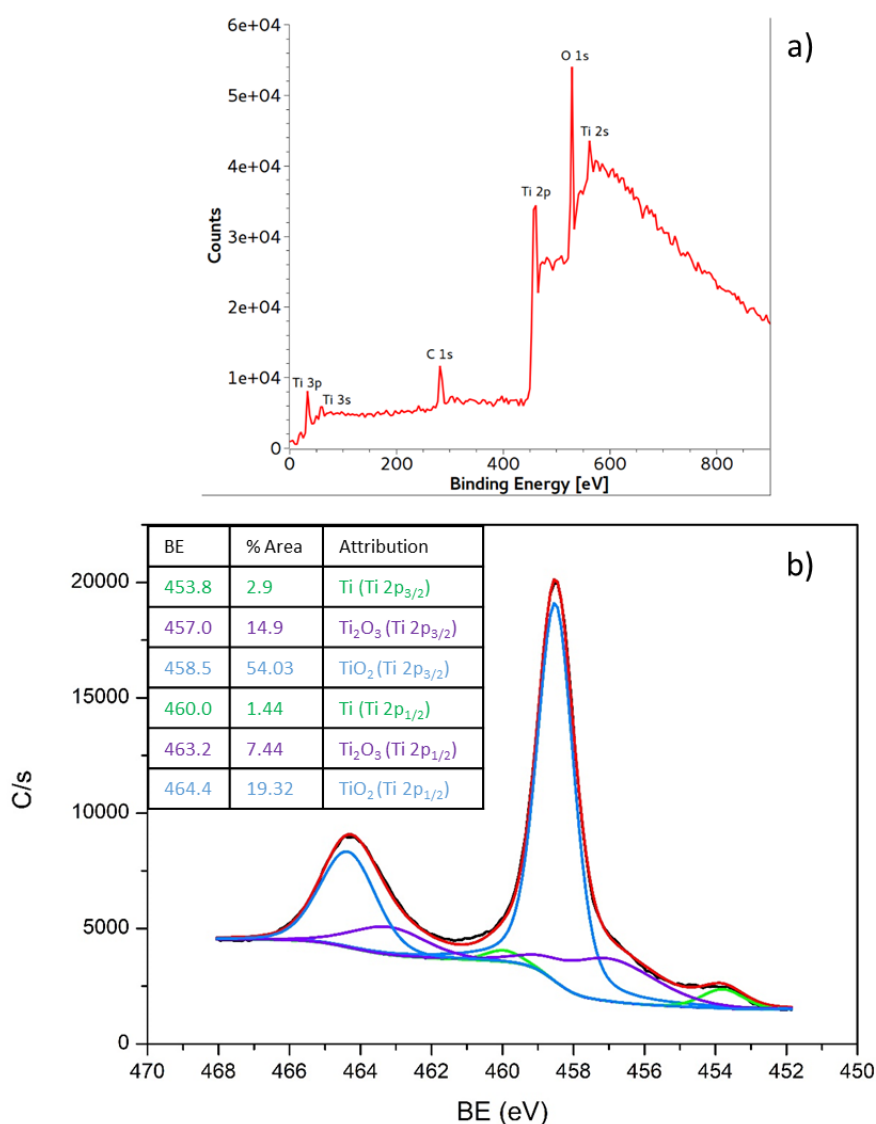 a)
6e+04
5e+04
4e+04
3e+04
2e+04
1e+04
0
Counts
O 1s
Ti 2s
Ti 2p
C 1s
Ti 3p
Ti 3s
0 200 400 600 800
Binding Energy [eV]
b)
BE % Area Attribution
453.8 2.9 Ti (Ti 2p3/2)
457.0 14.9 Ti2O3 (Ti 2p3/2)
458.5 54.03 TiO2 (Ti 2p3/2)
460.0 1.44 Ti (Ti 2p1/2)
463.2 7.44 Ti2O3 (Ti 2p1/2)
464.4 19.32 TiO2 (Ti 2p1/2)
20000
15000
10000
5000
0
C/s
470 468 466 464 462 460 458 456 454 452 450
BE (eV)